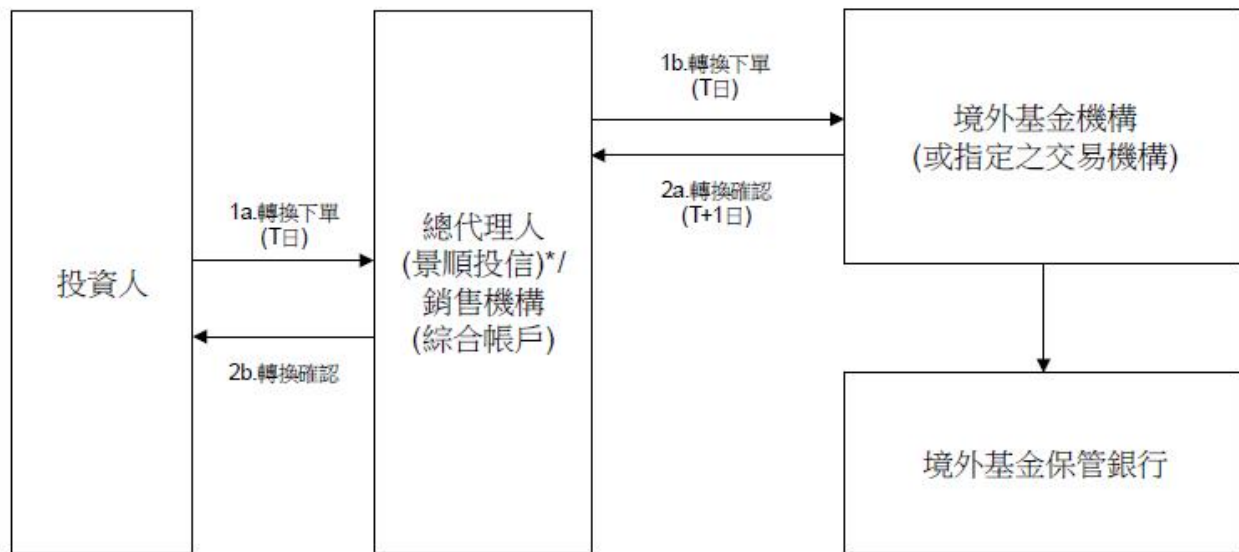 投資人
1a.轉換下單
(T日)
2b.轉換確認
總代理人
(景順投信)*/
銷售機構
(綜合帳戶)
1b.轉換下單
(T日)
2a.轉換確認
(T+1日)
境外基金機構
(或指定之交易機構)
境外基金保管銀行